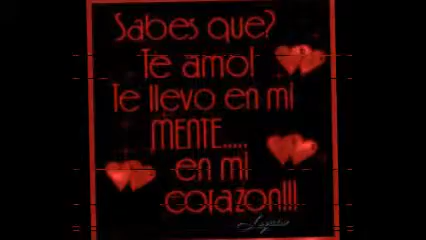 Sabes que?
Te amo!
Te llevo en mi
MENTE.....
en mi
corazon!!!